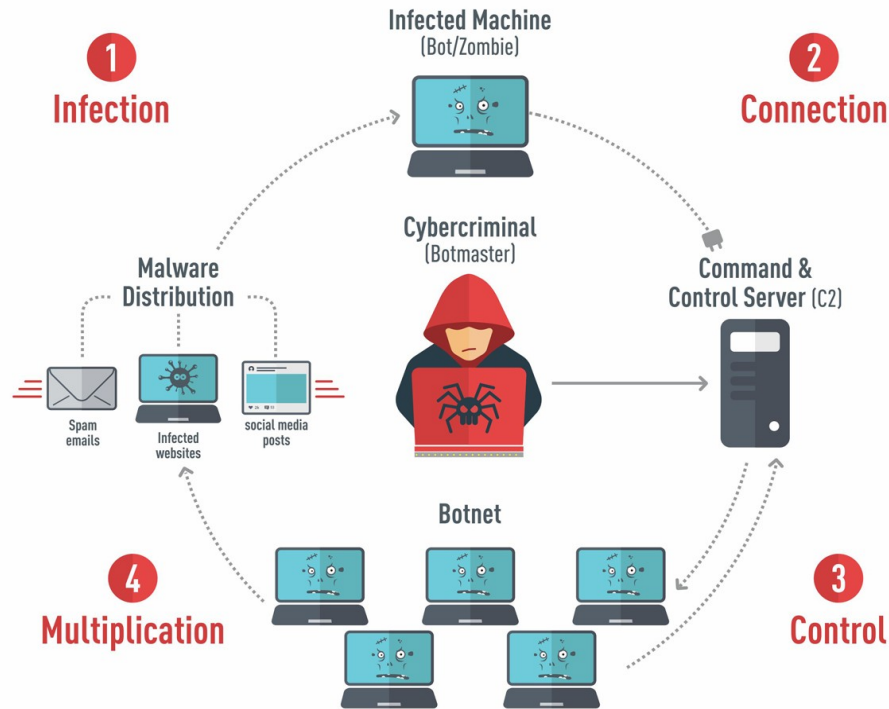 Infected Machine
(Bot/Zombie)
1
Infection
2
Connection
Cybercriminal
(Botmaster)
Malware
Distribution
Command &
Control Server (C2)
Spam
emails
Infected
websites
social media
posts
Botnet
4
Multiplication
3
Control